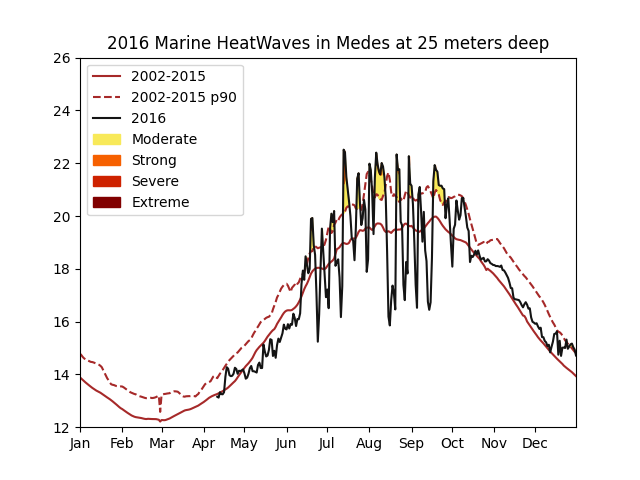 2016 Marine HeatWaves in Medes at 25 meters deep
26
24
22
20
18
16
14
12
2002-2015
2002-2015 p90
2016
Moderate
Strong
Severe
Extreme
Jan Feb Mar Apr May Jun Jul Aug Sep Oct Nov Dec